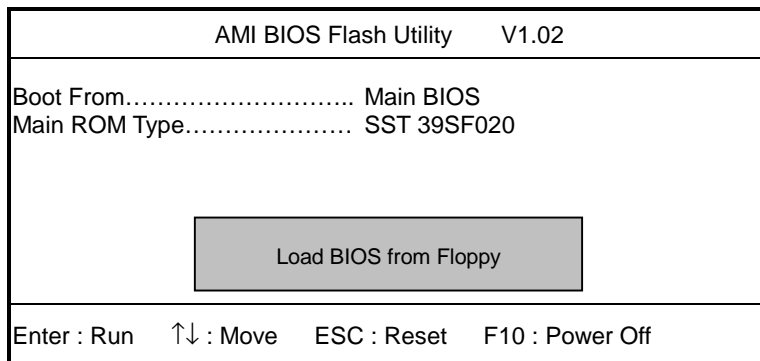 AMI BIOS Flash Utility V1.02
Boot From……………………….. Main BIOS
Main ROM Type………………… SST 39SF020
Load BIOS from Floppy
Enter : Run ↑↓ : Move ESC : Reset F10 : Power Off